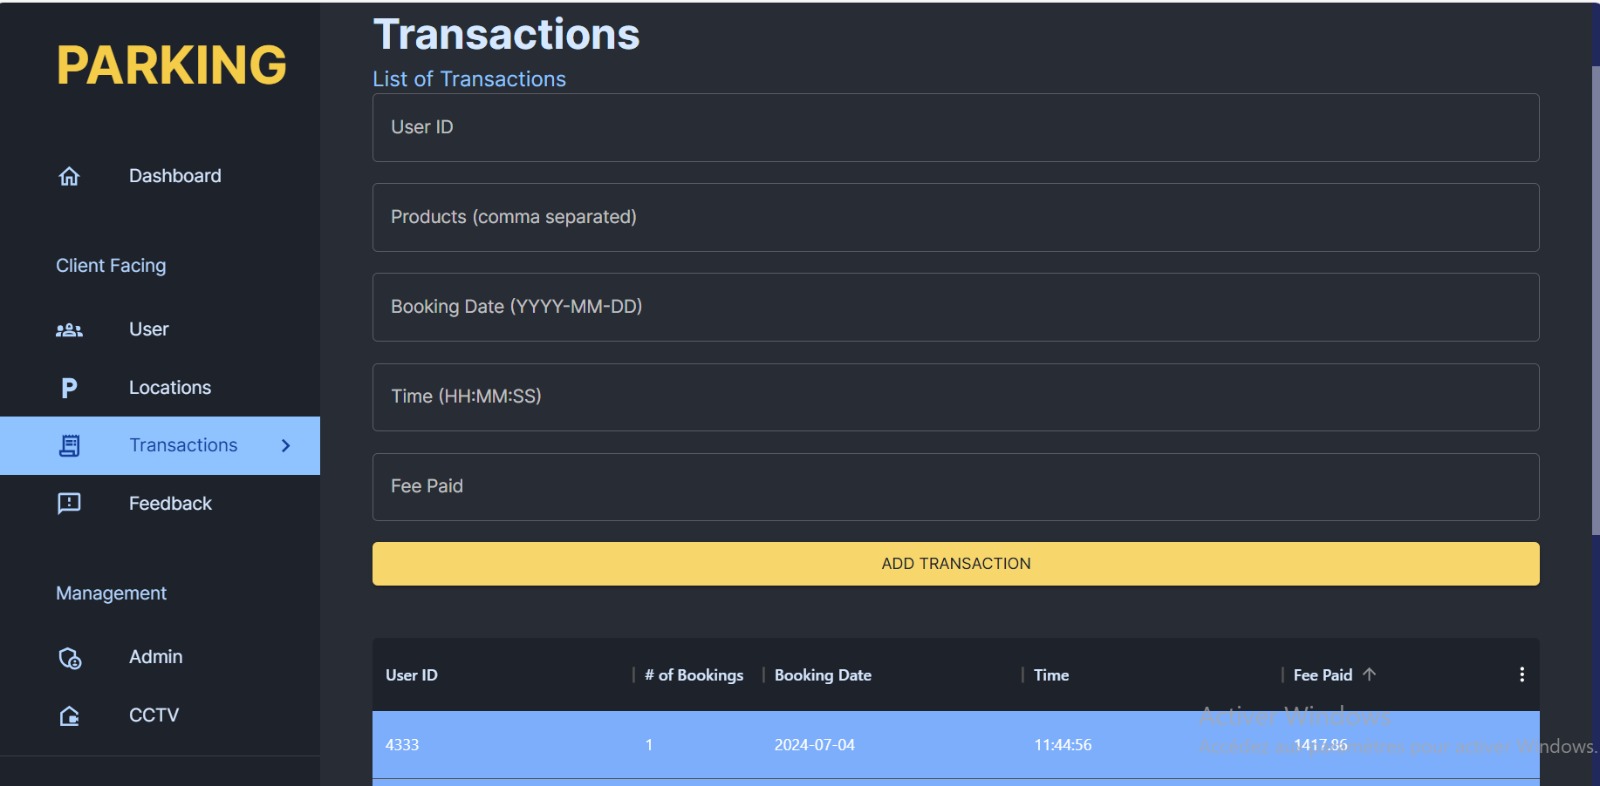 PARKING
Dashboard
Client Facing
User
Locations
Transactions
Feedback
Management
Admin
CCTV
Transactions
List of Transactions
User ID
Products (comma separated)
Booking Date (YYYY-MM-DD)
Time (HH:MM:SS)
Fee Paid
ADD TRANSACTION
User ID # of Bookings Booking Date Time Fee Paid
Activer Windows
4333 1 2024-07-04 11:44:56 1417.86
Accédez aux paramètres pour activer Windows.